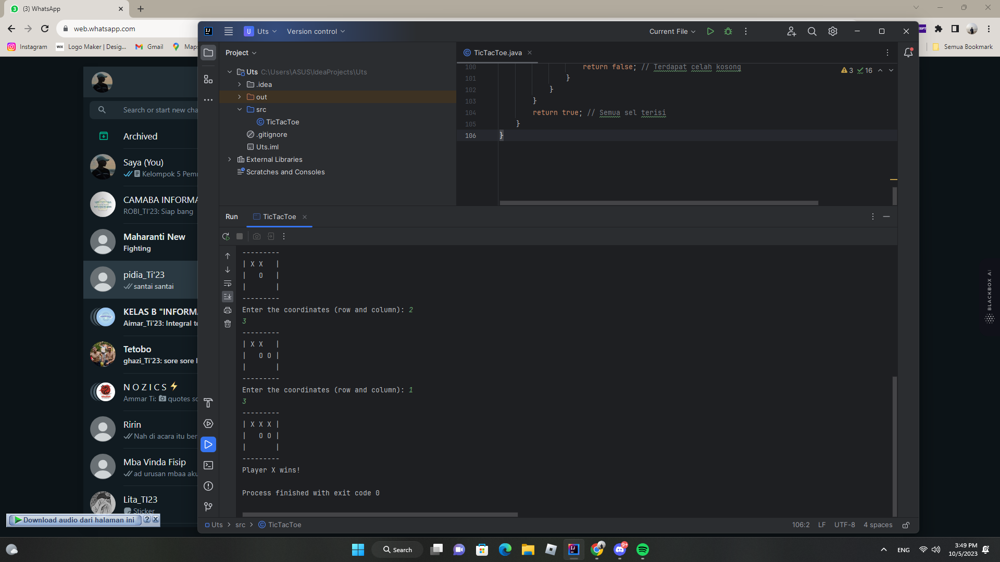 (3) WhatsApp
web.whatsapp.com
Instagram
Logo Maker | Desig...
Gmail
Semua Bookmark
Search or start new cha
Archived
Saya (You)
Kelompok 5 Pem
CAMABA INFORMA
ROBI_TI'23: Siap bang
Maharanti New
Fighting
pidia_Ti'23
santai santai
KELAS B "INFORM
Aimar_Ti'23: Integral te
Tetobo
ghazi_Ti'23: sore sore
N O Z I C S ⚡
Ammar Ti: quotes so
Ririn
Nah di acara itu ber
Mba Vinda Fisip
ad urusan mbaa aku
Lita_TI23
Sticker
Download audio dari halaman ini
U Uts
Version control
Current File
Project
Uts C:\Users\ASUS\IdeaProjects\Uts
.idea
out
src
TicTacToe
.gitignore
Uts.iml
External Libraries
Scratches and Consoles
TicTacToe.java
3 16
100 return false; // Terdapat celah kosong
101 }
102 }
103 }
104 return true; // Semua sel terisi
105 }
106 }
Run TicTacToe
---------
| X X   |
|   O   |
|       |
---------
Enter the coordinates (row and column): 2
3
---------
| X X   |
|   O O |
|       |
---------
Enter the coordinates (row and column): 1
3
---------
| X X X |
|   O O |
|       |
---------
Player X wins!
Process finished with exit code 0
Uts > src > TicTacToe
106:2 LF UTF-8 4 spaces
BLACKBOX AI
Search
9+
ENG
3:49 PM
10/5/2023